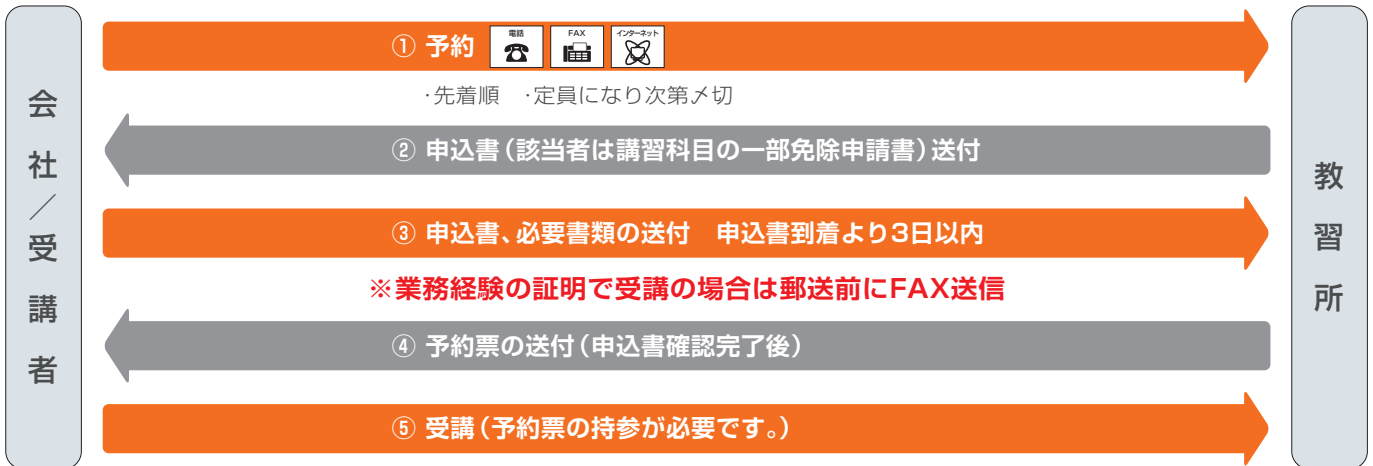 会社／受講者
① 予約
電話
FAX
インターネット
・先着順　・定員になり次第〆切
② 申込書（該当者は講習科目の一部免除申請書）送付
③ 申込書、必要書類の送付　申込書到着より3日以内
※業務経験の証明で受講の場合は郵送前にFAX送信
④ 予約票の送付（申込書確認完了後）
⑤ 受講（予約票の持参が必要です。）
教習所